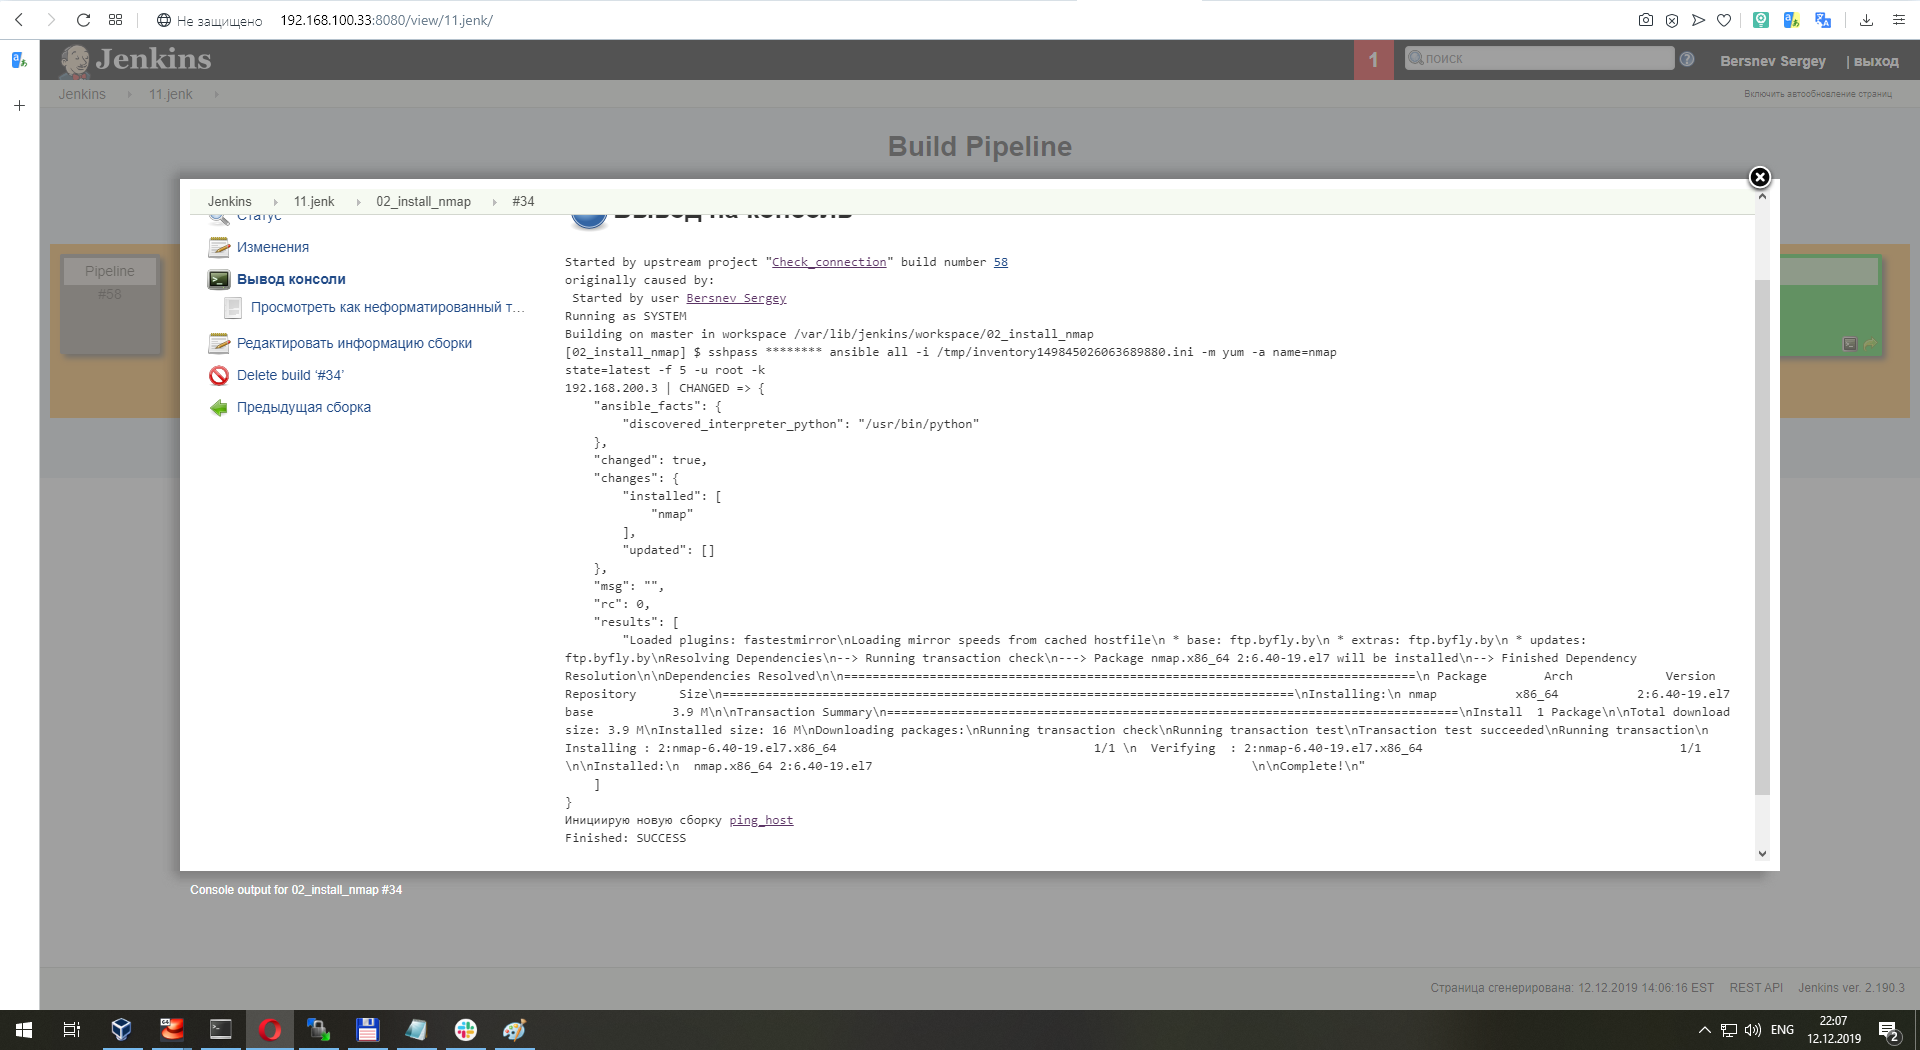 Не защищено 192.168.100.33:8080/view/11.jenk/
Jenkins
1
поиск
Bersnev Sergey
| выход
Jenkins
11.jenk
Включить автообновление страниц
Build Pipeline
Jenkins
11.jenk
02_install_nmap
#34
Статус
Вывод на консоль
Изменения
Вывод консоли
Просмотреть как неформатированный т…
Редактировать информацию сборки
Delete build ‘#34’
Предыдущая сборка
Pipeline
#58
Started by upstream project "Check_connection" build number 58
originally caused by:
Started by user Bersnev Sergey
Running as SYSTEM
Building on master in workspace /var/lib/jenkins/workspace/02_install_nmap
[02_install_nmap] $ sshpass ******** ansible all -i /tmp/inventory149845026063689880.ini -m yum -a name=nmap
state=latest -f 5 -u root -k
192.168.200.3 | CHANGED => {
"ansible_facts": {
"discovered_interpreter_python": "/usr/bin/python"
},
"changed": true,
"changes": {
"installed": [
"nmap"
],
"updated": []
},
"msg": "",
"rc": 0,
"results": [
"Loaded plugins: fastestmirror\nLoading mirror speeds from cached hostfile\n * base: ftp.byfly.by\n * extras: ftp.byfly.by\n * updates:
ftp.byfly.by\nResolving Dependencies\n--> Running transaction check\n---> Package nmap.x86_64 2:6.40-19.el7 will be installed\n--> Finished Dependency
Resolution\n\nDependencies Resolved\n\n================================================================================\n Package Arch Version
Repository Size\n================================================================================\nInstalling:\n nmap x86_64 2:6.40-19.el7
base 3.9 M\n\nTransaction Summary\n================================================================================\nInstall 1 Package\n\nTotal download
size: 3.9 M\nInstalled size: 16 M\nDownloading packages:\nRunning transaction check\nRunning transaction test\nTransaction test succeeded\nRunning transaction\n
Installing : 2:nmap-6.40-19.el7.x86_64 1/1 \n Verifying : 2:nmap-6.40-19.el7.x86_64 1/1
\n\nInstalled:\n nmap.x86_64 2:6.40-19.el7 \n\nComplete!\n"
]
}
Инициирую новую сборку ping_host
Finished: SUCCESS
Console output for 02_install_nmap #34
Страница сгенерирована: 12.12.2019 14:06:16 EST REST API Jenkins ver. 2.190.3
ENG
22:07
12.12.2019
2